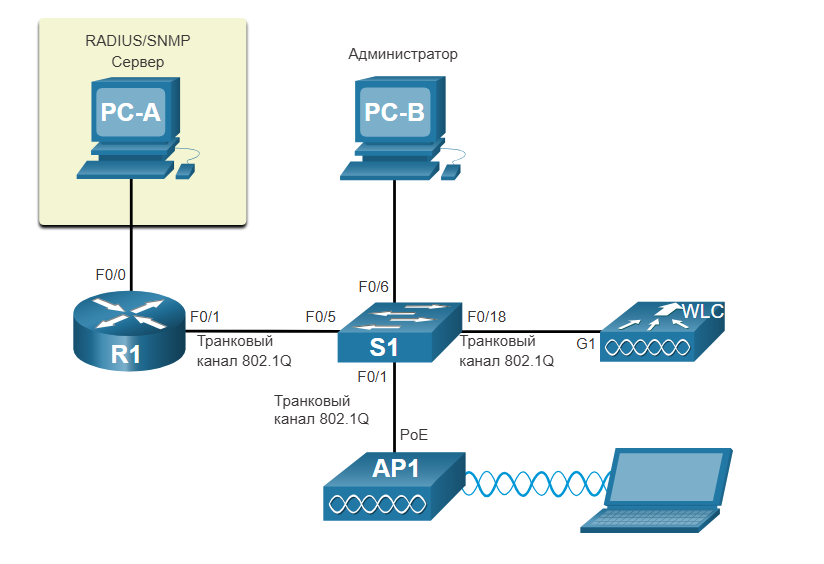 RADIUS/SNMP
Сервер
Администратор
PC-A
PC-B
F0/0
F0/6
F0/1
F0/5
F0/18
WLC
R1
Транковый
канал 802.1Q
S1
Транковый
канал 802.1Q
G1
F0/1
Транковый
канал 802.1Q
PoE
AP1